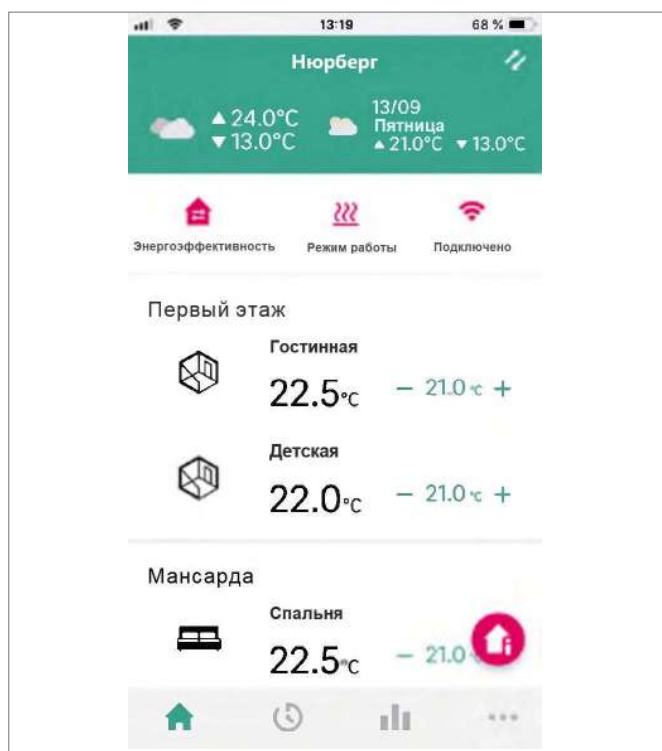 13:19 68 %
Нюрберг
▲ 24.0°C
▼ 13.0°C
13/09
Пятница
▲ 21.0°C ▼ 13.0°C
Энергоэффективность Режим работы Подключено
Первый этаж
Гостинная
22.5°C − 21.0 °C +
Детская
22.0°C − 21.0 °C +
Мансарда
Спальня
22.5°C − 21.0